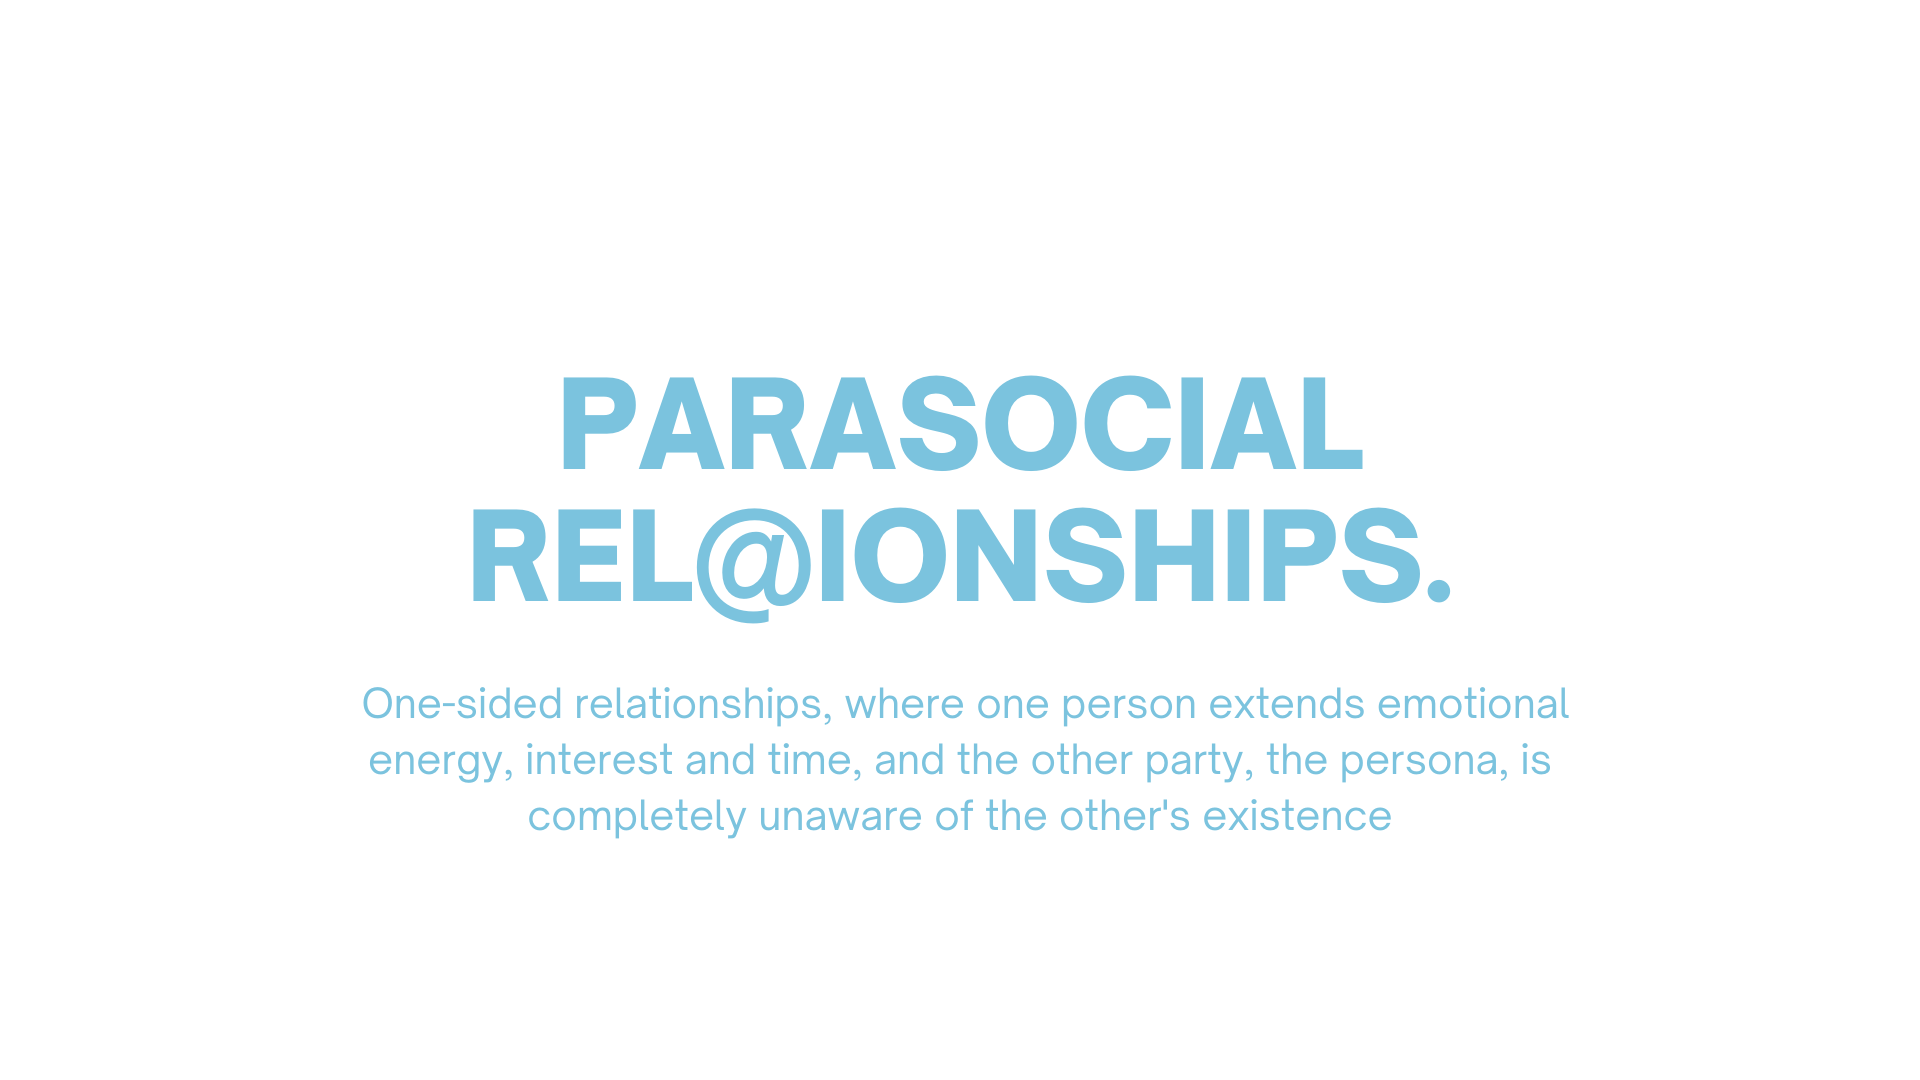 PARASOCIAL
REL@IONSHIPS.
One-sided relationships, where one person extends emotional
energy, interest and time, and the other party, the persona, is
completely unaware of the other's existence